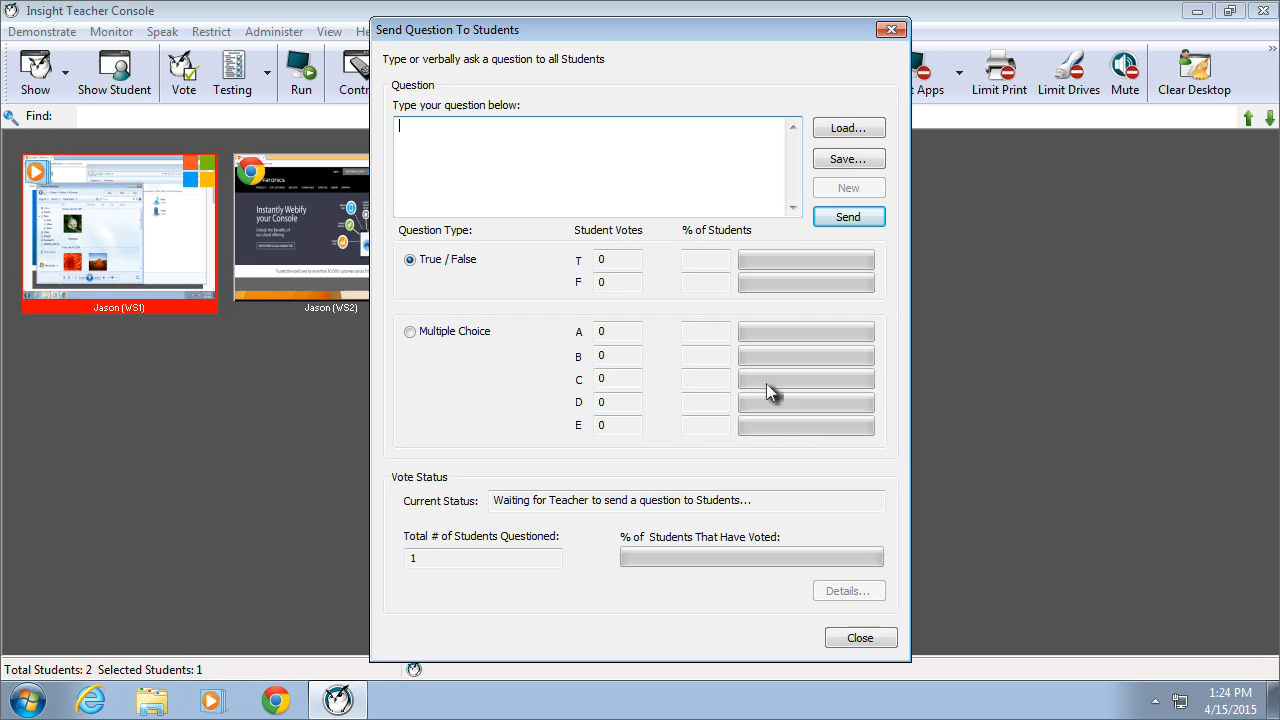 Insight Teacher Console
Demonstrate Monitor Speak Restrict Administer View He
Show Show Student Vote Testing Run Contr Apps Limit Print Limit Drives Mute Clear Desktop
Find:
Instantly Webify
your Console
Jason (WS1)
Jason (WS2)
Send Question To Students
Type or verbally ask a question to all Students
Question
Type your question below:
Load...
Save...
New
Send
Question Type: Student Votes % of Students
True / False T 0
F 0
Multiple Choice A 0
B 0
C 0
D 0
E 0
Vote Status
Current Status: Waiting for Teacher to send a question to Students...
Total # of Students Questioned: % of Students That Have Voted:
1
Details...
Close
Total Students: 2 Selected Students: 1
1:24 PM
4/15/2015